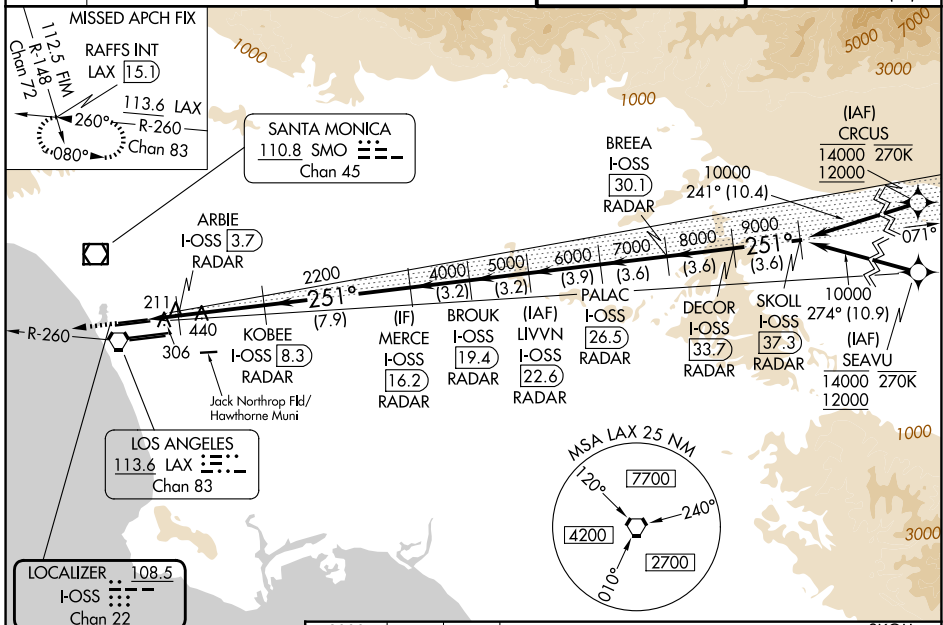 MISSED APCH FIX
112.5 FIM
R-148
Chan 72
RAFFS INT
LAX 15.1
113.6 LAX
260° R-260
080° Chan 83
1000
5000
7000
3000
1000
SANTA MONICA
110.8 SMO
Chan 45
(IAF)
CRCUS
14000 270K
12000
BREEA
I-OSS
30.1
RADAR
10000
241° (10.4)
071°
ARBIE
I-OSS 3.7
RADAR
2200
251°
(7.9)
4000
(3.2)
5000
(3.2)
6000
(3.9)
7000
(3.6)
8000
(3.6)
9000
251°
(3.6)
211
440
306
R-260
KOBEE
I-OSS 8.3
RADAR
(IF)
MERCE
I-OSS
16.2
RADAR
BROUK
I-OSS
19.4
RADAR
(IAF)
LIVVN
I-OSS
22.6
RADAR
PALAC
I-OSS
26.5
RADAR
DECOR
I-OSS
33.7
RADAR
SKOLL
I-OSS
37.3
RADAR
10000
274° (10.9)
(IAF)
SEAVU
14000 270K
12000
Jack Northrop Fld/
Hawthorne Muni
LOS ANGELES
113.6 LAX
Chan 83
1000
3000
MSA LAX 25 NM
120°
7700
240°
4200
2700
010°
LOCALIZER 108.5
I-OSS
Chan 22